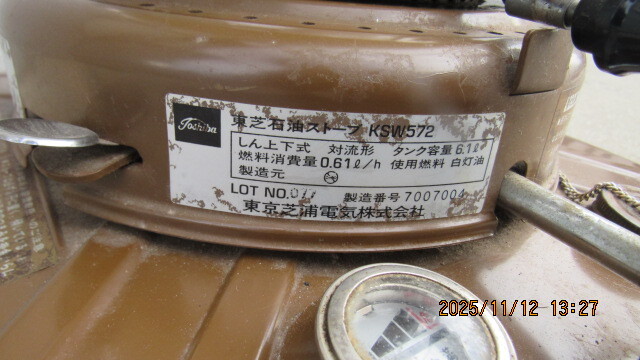 Toshiba
東芝石油ストーブ KSW572
しん上下式 対流形 タンク容量 6.1ℓ
燃料消費量 0.61ℓ/h 使用燃料 白灯油
製造元
LOT NO. 製造番号 7007004
東京芝浦電気株式会社
2025/11/12 13:27